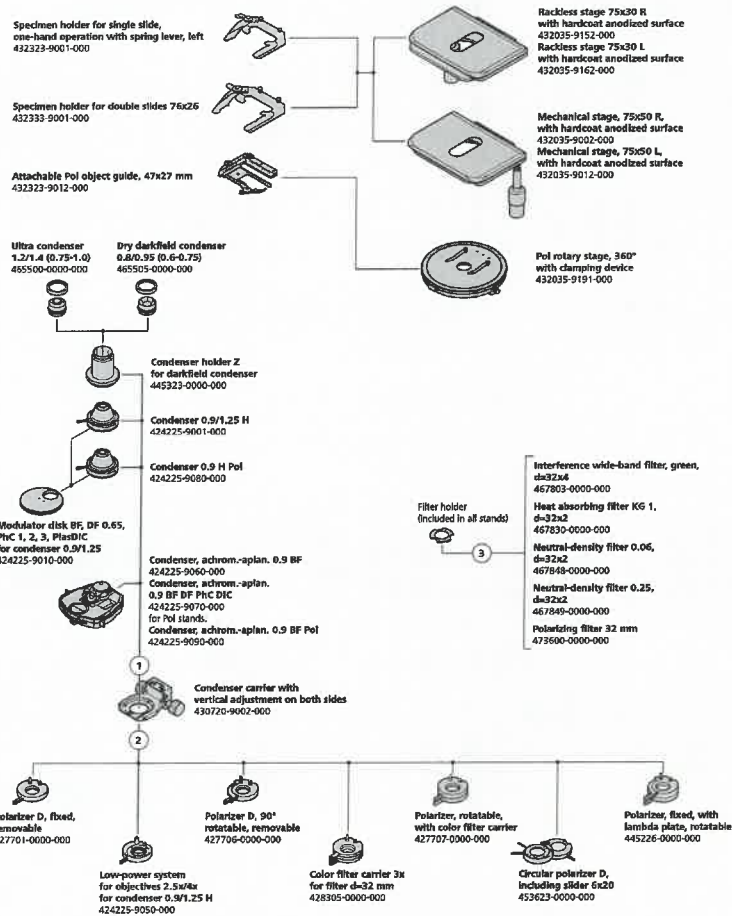 Specimen holder for single slide,
one-hand operation with spring lever, left
432323-9001-000
Specimen holder for double slides 76x26
432333-9001-000
Attachable Pol object guide, 47x27 mm
432323-9012-000
Rackless stage 75x30 R
with hardcoat anodized surface
432035-9152-000
Rackless stage 75x30 L
with hardcoat anodized surface
432035-9162-000
Mechanical stage, 75x50 R,
with hardcoat anodized surface
432035-9002-000
Mechanical stage, 75x50 L,
with hardcoat anodized surface
432035-9012-000
Pol rotary stage, 360°
with clamping device
432035-9191-000
Ultra condenser
1.2/1.4 (0.75-1.0)
465500-0000-000
Dry darkfield condenser
0.8/0.95 (0.6-0.75)
465505-0000-000
Condenser holder Z
for darkfield condenser
445323-0000-000
Condenser 0.9/1.25 H
424225-9001-000
Condenser 0.9 H Pol
424225-9080-000
Modulator disk BF, DF 0.65,
PhC 1, 2, 3, PlasDIC
for condenser 0.9/1.25
424225-9010-000
Condenser, achrom.-aplan. 0.9 BF
424225-9060-000
Condenser, achrom.-aplan.
0.9 BF DF PhC DIC
424225-9070-000
for Pol stands.
Condenser, achrom.-aplan. 0.9 BF Pol
424225-9090-000
Filter holder
(included in all stands)
3
Interference wide-band filter, green,
d=32x4
467803-0000-000
Heat absorbing filter KG 1,
d=32x2
467830-0000-000
Neutral-density filter 0.06,
d=32x2
467848-0000-000
Neutral-density filter 0.25,
d=32x2
467849-0000-000
Polarizing filter 32 mm
473600-0000-000
1
Condenser carrier with
vertical adjustment on both sides
430720-9002-000
2
Polarizer D, fixed,
removable
427701-0000-000
Low-power system
for objectives 2.5x/4x
for condenser 0.9/1.25 H
424225-9050-000
Polarizer D, 90°
rotatable, removable
427706-0000-000
Color filter carrier 3x
for filter d=32 mm
428305-0000-000
Polarizer, rotatable,
with color filter carrier
427707-0000-000
Circular polarizer D,
including slider 6x20
453623-0000-000
Polarizer, fixed, with
lambda plate, rotatable
445226-0000-000